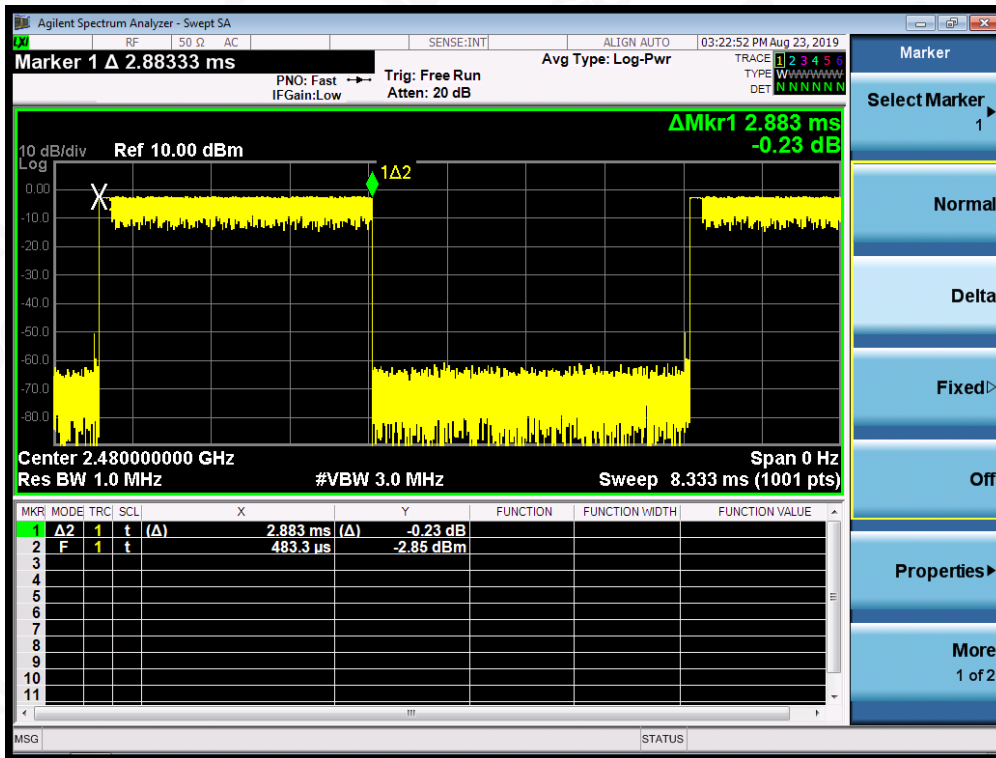 Agilent Spectrum Analyzer - Swept SA
LXI RF 50 Ω AC SENSE:INT ALIGN AUTO 03:22:52 PM Aug 23, 2019
Marker 1 Δ 2.88333 ms
PNO: Fast
IFGain:Low
Trig: Free Run
Atten: 20 dB
Avg Type: Log-Pwr
TRACE 1 2 3 4 5 6
TYPE WWWWWW
DET N N N N N N
ΔMkr1 2.883 ms
-0.23 dB
10 dB/div Ref 10.00 dBm
Log
1Δ2
0.00
-10.0
-20.0
-30.0
-40.0
-50.0
-60.0
-70.0
-80.0
Center 2.480000000 GHz Span 0 Hz
Res BW 1.0 MHz #VBW 3.0 MHz Sweep 8.333 ms (1001 pts)
MKR MODE TRC SCL X Y FUNCTION FUNCTION WIDTH FUNCTION VALUE
1 Δ2 1 t (Δ) 2.883 ms (Δ) -0.23 dB
2 F 1 t 483.3 µs -2.85 dBm
3
4
5
6
7
8
9
10
11
MSG STATUS
Marker
Select Marker
1
Normal
Delta
Fixed
Off
Properties
More
1 of 2